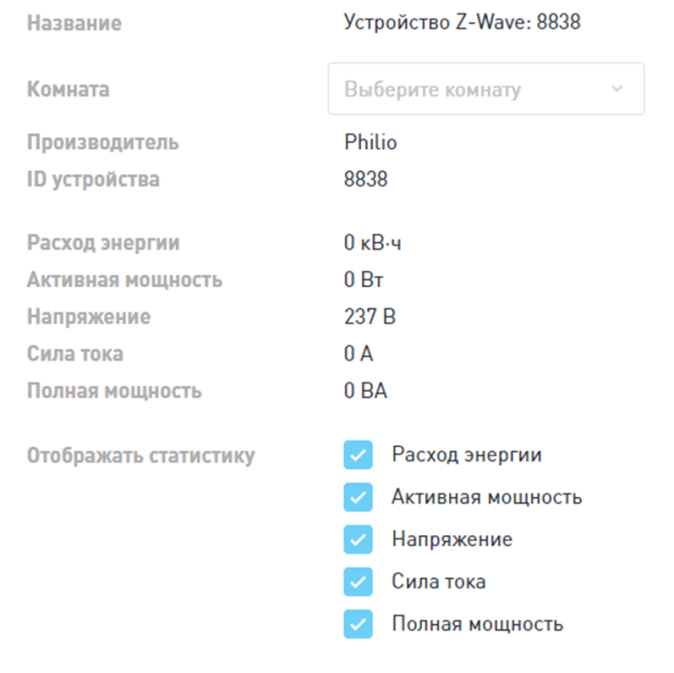 Название Устройство Z-Wave: 8838
Комната Выберите комнату
Производитель Philio
ID устройства 8838
Расход энергии 0 кВ·ч
Активная мощность 0 Вт
Напряжение 237 В
Сила тока 0 А
Полная мощность 0 ВА
Отображать статистику Расход энергии
Активная мощность
Напряжение
Сила тока
Полная мощность